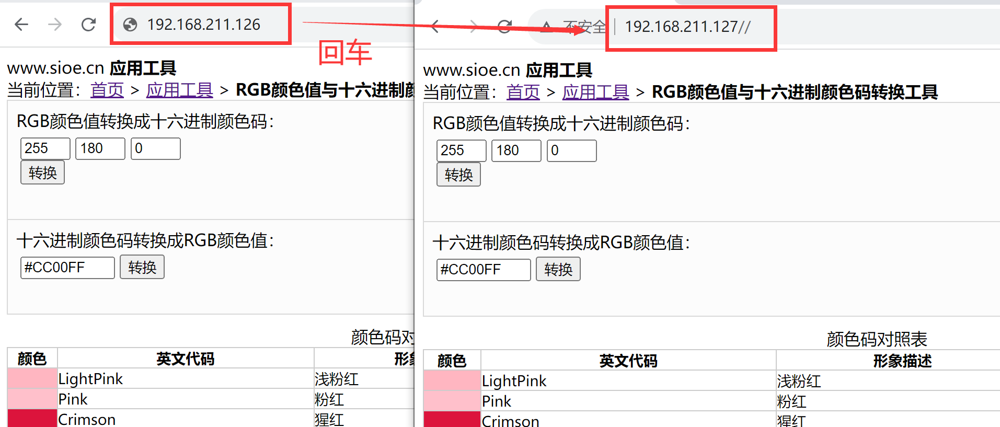 192.168.211.126
回车
不安全
192.168.211.127//
www.sioe.cn 应用工具
当前位置：首页 > 应用工具 > RGB颜色值与十六进制颜
RGB颜色值转换成十六进制颜色码：
255 180 0
转换
十六进制颜色码转换成RGB颜色值：
#CC00FF 转换
颜色码对
颜色 英文代码 形象
LightPink 浅粉红
Pink 粉红
Crimson 猩红
www.sioe.cn 应用工具
当前位置：首页 > 应用工具 > RGB颜色值与十六进制颜色码转换工具
RGB颜色值转换成十六进制颜色码：
255 180 0
转换
十六进制颜色码转换成RGB颜色值：
#CC00FF 转换
颜色码对照表
颜色 英文代码 形象描述
LightPink 浅粉红
Pink 粉红
Crimson 猩红